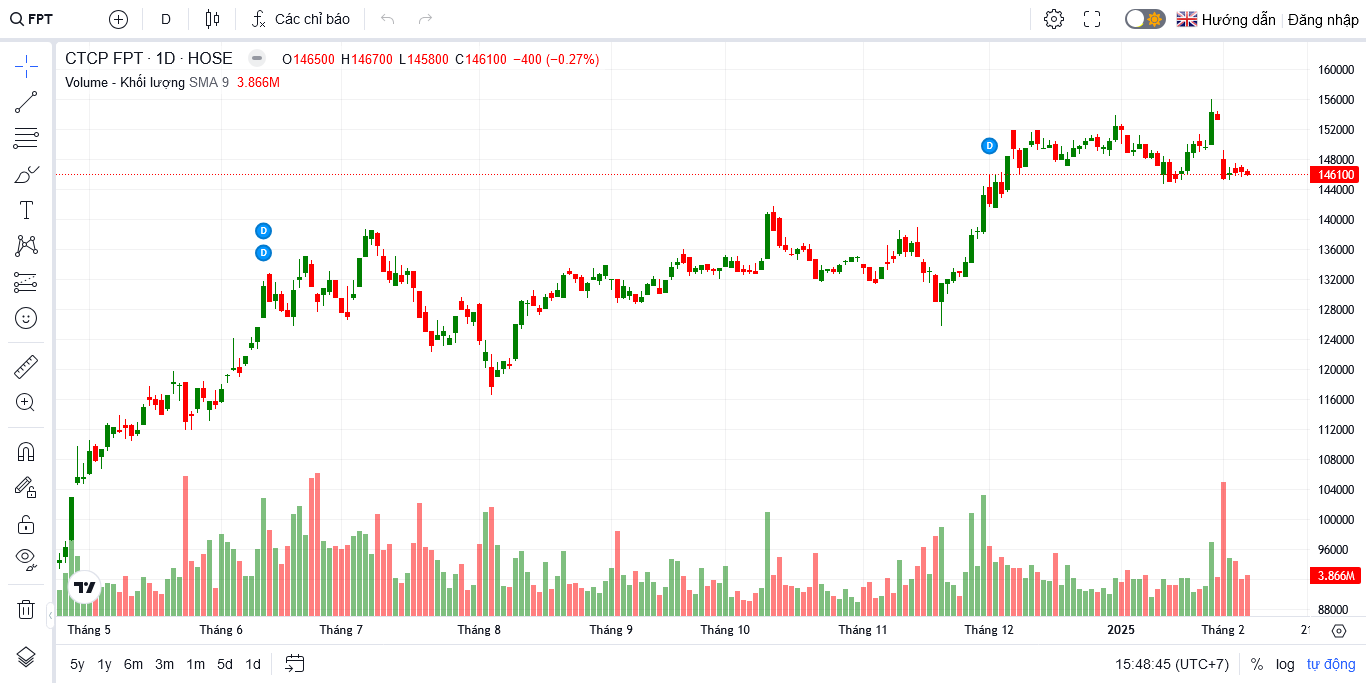 FPT D Các chỉ báo Hướng dẫn Đăng nhập
CTCP FPT · 1D · HOSE O146500 H146700 L145800 C146100 −400 (−0.27%)
Volume - Khối lượng SMA 9 3.866M
160000
156000
152000
148000
146100
144000
140000
136000
132000
128000
124000
120000
116000
112000
108000
104000
100000
96000
3.866M
88000
D
D
D
Tháng 5 Tháng 6 Tháng 7 Tháng 8 Tháng 9 Tháng 10 Tháng 11 Tháng 12 2025 Tháng 2 21
5y 1y 6m 3m 1m 5d 1d 15:48:45 (UTC+7) % log tự động